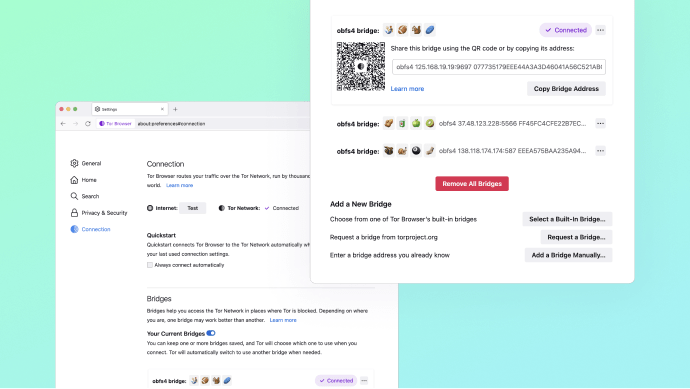 obfs4 bridge:
Connected
Share this bridge using the QR code or by copying its address:
obfs4 125.168.19.19:9697 077735179EEE44A3A3D46041A56C521AB
Learn more
Copy Bridge Address
obfs4 bridge:
obfs4 37.48.123.228:5566 FF45FC4CFE22B7EC...
obfs4 bridge:
obfs4 138.118.174.174:587 EEEA575BAA235A94...
Remove All Bridges
Add a New Bridge
Choose from one of Tor Browser's built-in bridges
Select a Built-In Bridge...
Request a bridge from torproject.org
Request a Bridge...
Enter a bridge address you already know
Add a Bridge Manually...
Settings
Tor Browser
about:preferences#connection
General
Home
Search
Privacy & Security
Connection
Connection
Tor Browser routes your traffic over the Tor Network, run by thousands
world. Learn more
Internet: Test
Tor Network: Connected
Quickstart
Quickstart connects Tor Browser to the Tor Network automatically wh
your last used connection settings.
Always connect automatically
Bridges
Bridges help you access the Tor Network in places where Tor is blocked. Depending on where
you are, one bridge may work better than another. Learn more
Your Current Bridges
You can keep one or more bridges saved, and Tor will choose which one to use when you
connect. Tor will automatically switch to use another bridge when needed.
obfs4 bridge:
Connected